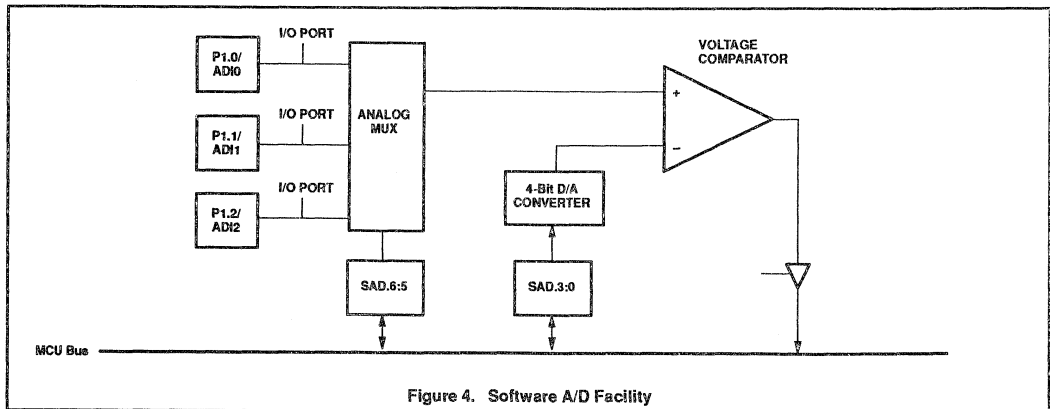 I/O PORT
P1.0/
ADI0
I/O PORT
P1.1/
ADI1
I/O PORT
P1.2/
ADI2
ANALOG
MUX
VOLTAGE
COMPARATOR
+
–
4-Bit D/A
CONVERTER
SAD.6:5
SAD.3:0
MCU Bus
Figure 4. Software A/D Facility